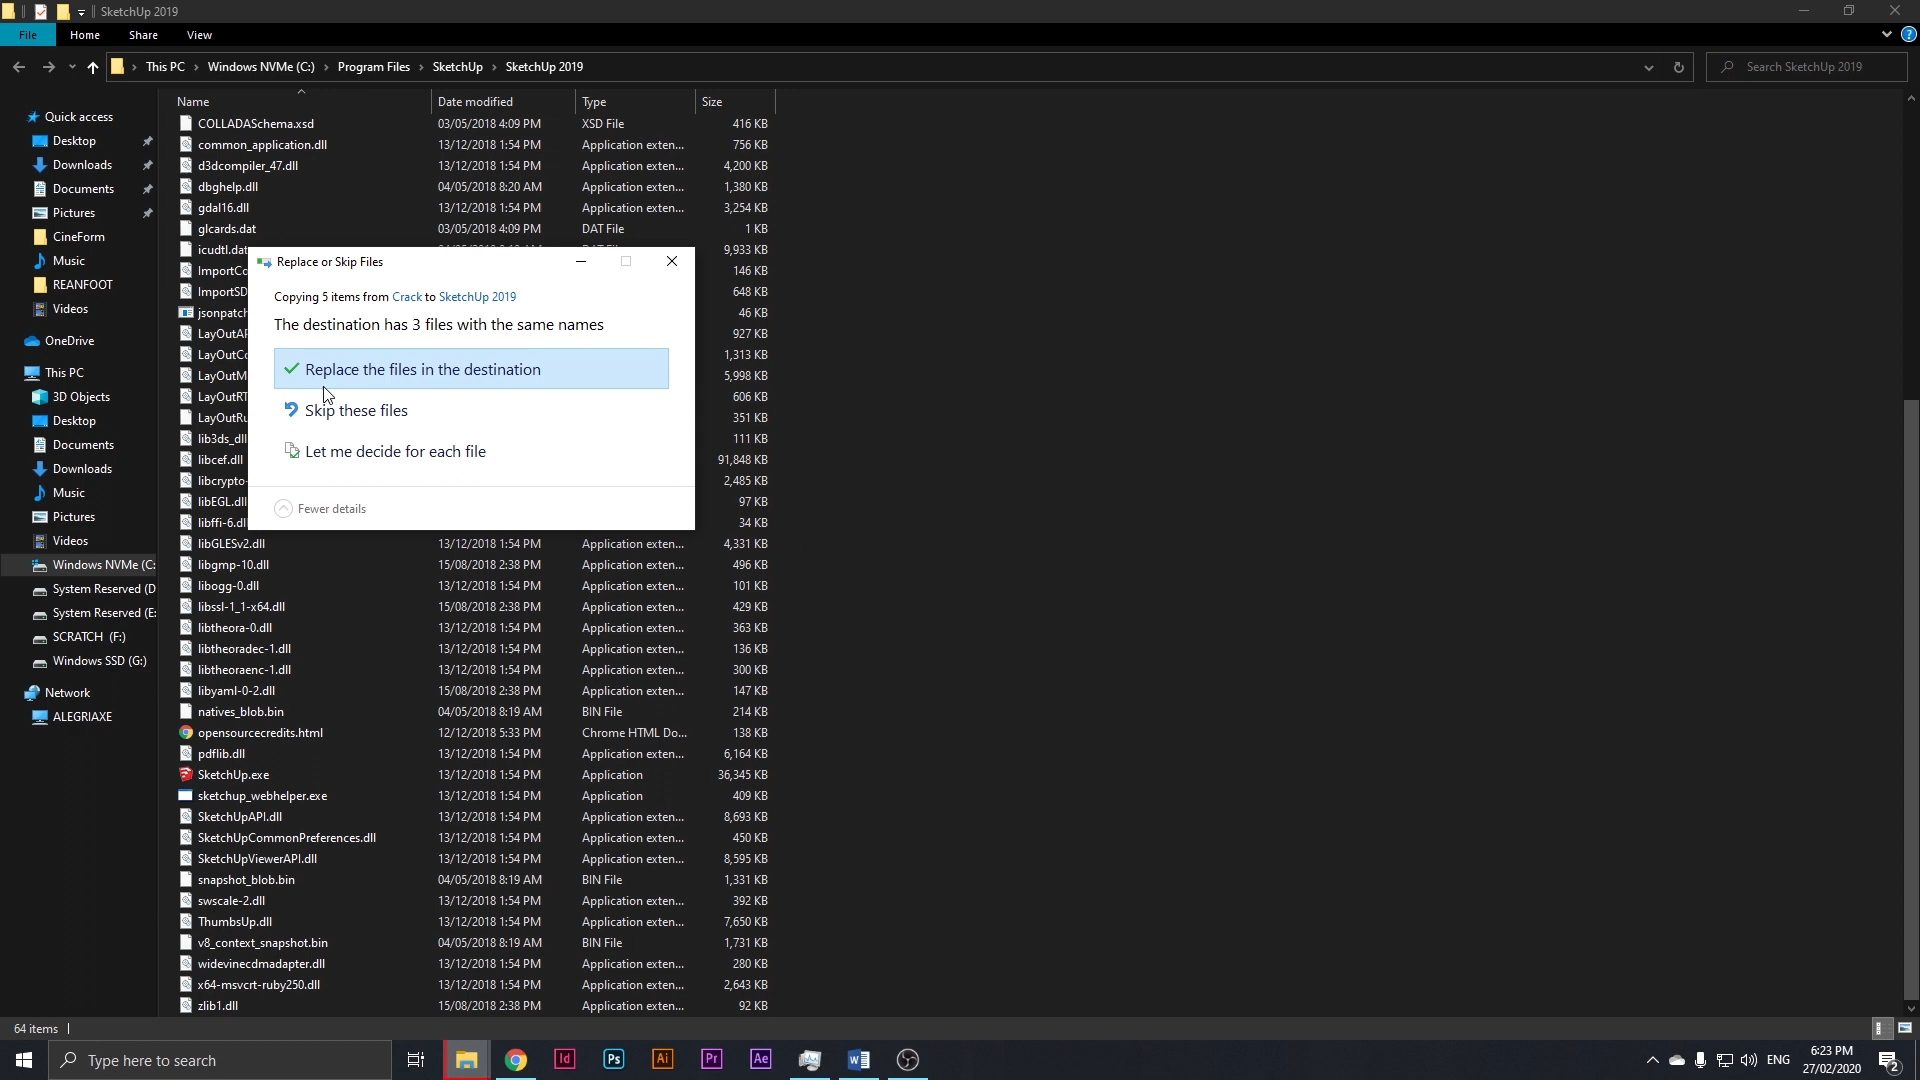 SketchUp 2019
File Home Share View
This PC Windows NVMe (C:) Program Files SketchUp SketchUp 2019
Search SketchUp 2019
Name Date modified Type Size
Quick access
Desktop
Downloads
Documents
Pictures
CineForm
Music
REANFOOT
Videos
OneDrive
This PC
3D Objects
Desktop
Documents
Downloads
Music
Pictures
Videos
Windows NVMe (C:
System Reserved (D
System Reserved (E:
SCRATCH (F:)
Windows SSD (G:)
Network
ALEGRIAXE
COLLADASchema.xsd 03/05/2018 4:09 PM XSD File 416 KB
common_application.dll 13/12/2018 1:54 PM Application exten... 756 KB
d3dcompiler_47.dll 13/12/2018 1:54 PM Application exten... 4,200 KB
dbghelp.dll 04/05/2018 8:20 AM Application exten... 1,380 KB
gdal16.dll 13/12/2018 1:54 PM Application exten... 3,254 KB
glcards.dat 03/05/2018 4:09 PM DAT File 1 KB
icudtl.dat 9,933 KB
ImportCo 146 KB
ImportSD 648 KB
jsonpatch 46 KB
LayOutAP 927 KB
LayOutCo 1,313 KB
LayOutM 5,998 KB
LayOutRT 606 KB
LayOutRu 351 KB
lib3ds_dll 111 KB
libcef.dll 91,848 KB
libcrypto- 2,485 KB
libEGL.dll 97 KB
libffi-6.dl 34 KB
Replace or Skip Files
Copying 5 items from Crack to SketchUp 2019
The destination has 3 files with the same names
Replace the files in the destination
Skip these files
Let me decide for each file
Fewer details
libGLESv2.dll 13/12/2018 1:54 PM Application exten... 4,331 KB
libgmp-10.dll 15/08/2018 2:38 PM Application exten... 496 KB
libogg-0.dll 13/12/2018 1:54 PM Application exten... 101 KB
libssl-1_1-x64.dll 15/08/2018 2:38 PM Application exten... 429 KB
libtheora-0.dll 13/12/2018 1:54 PM Application exten... 363 KB
libtheoradec-1.dll 13/12/2018 1:54 PM Application exten... 136 KB
libtheoraenc-1.dll 13/12/2018 1:54 PM Application exten... 300 KB
libyaml-0-2.dll 15/08/2018 2:38 PM Application exten... 147 KB
natives_blob.bin 04/05/2018 8:19 AM BIN File 214 KB
opensourcecredits.html 12/12/2018 5:33 PM Chrome HTML Do... 138 KB
pdflib.dll 13/12/2018 1:54 PM Application exten... 6,164 KB
SketchUp.exe 13/12/2018 1:54 PM Application 36,345 KB
sketchup_webhelper.exe 13/12/2018 1:54 PM Application 409 KB
SketchUpAPI.dll 13/12/2018 1:54 PM Application exten... 8,693 KB
SketchUpCommonPreferences.dll 13/12/2018 1:54 PM Application exten... 450 KB
SketchUpViewerAPI.dll 13/12/2018 1:54 PM Application exten... 8,595 KB
snapshot_blob.bin 04/05/2018 8:19 AM BIN File 1,331 KB
swscale-2.dll 13/12/2018 1:54 PM Application exten... 392 KB
ThumbsUp.dll 13/12/2018 1:54 PM Application exten... 7,650 KB
v8_context_snapshot.bin 04/05/2018 8:19 AM BIN File 1,731 KB
widevinecdmadapter.dll 13/12/2018 1:54 PM Application exten... 280 KB
x64-msvcrt-ruby250.dll 13/12/2018 1:54 PM Application exten... 2,643 KB
zlib1.dll 15/08/2018 2:38 PM Application exten... 92 KB
64 items
Type here to search
Id Ps Ai Pr Ae
ENG
6:23 PM
27/02/2020
2